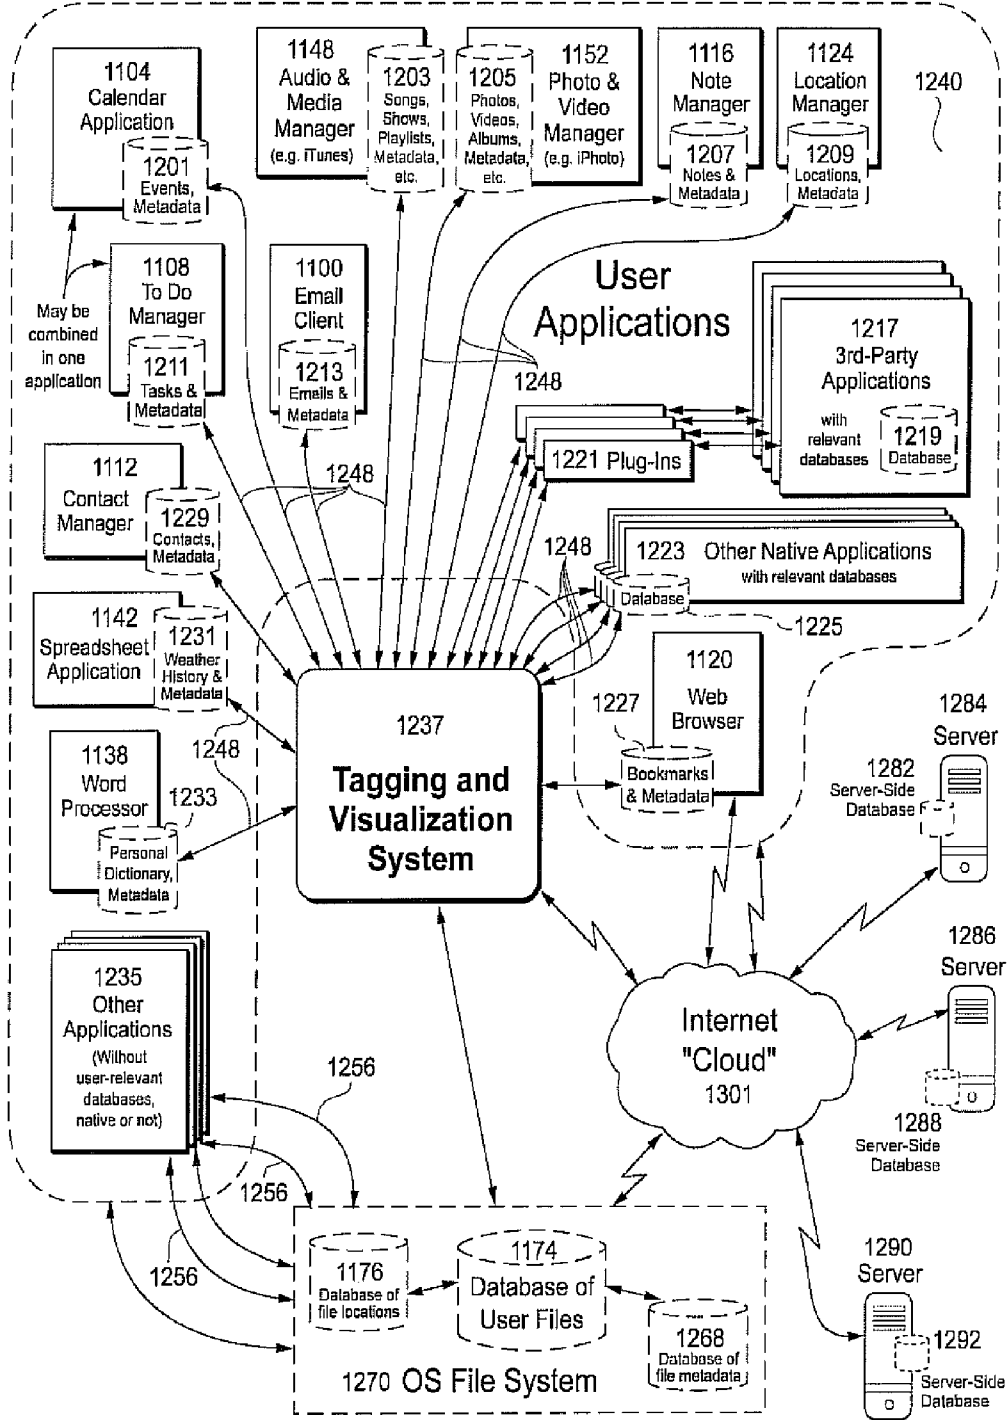 1104
Calendar
Application
1201
Events,
Metadata
1148
Audio &
Media
Manager
(e.g. iTunes)
1203
Songs,
Shows,
Playlists,
Metadata,
etc.
1205
Photos,
Videos,
Albums,
Metadata,
etc.
1152
Photo &
Video
Manager
(e.g. iPhoto)
1116
Note
Manager
1207
Notes &
Metadata
1124
Location
Manager
1209
Locations,
Metadata
1240
May be
combined
in one
application
1108
To Do
Manager
1211
Tasks &
Metadata
1100
Email
Client
1213
Emails &
Metadata
User
Applications
1248
1217
3rd-Party
Applications
with
relevant
databases
1219
Database
1221 Plug-Ins
1112
Contact
Manager
1229
Contacts,
Metadata
1248
1248
1223
Other Native Applications
with relevant databases
Database
1225
1142
Spreadsheet
Application
1231
Weather
History &
Metadata
1248
1138
Word
Processor
1233
Personal
Dictionary,
Metadata
1237
Tagging and
Visualization
System
1120
Web
Browser
1227
Bookmarks
& Metadata
1284
Server
1282
Server-Side
Database
1286
Server
1288
Server-Side
Database
1235
Other
Applications
(Without
user-relevant
databases,
native or not)
1256
1256
1256
Internet
"Cloud"
1301
1176
Database of
file locations
1174
Database of
User Files
1268
Database of
file metadata
1270 OS File System
1290
Server
1292
Server-Side
Database